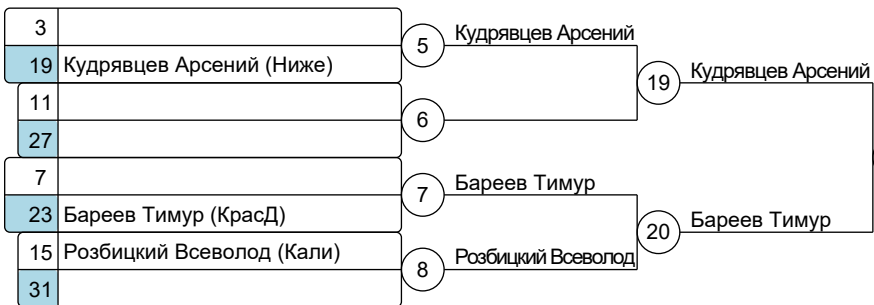 3
19 Кудрявцев Арсений (Ниже)
5
Кудрявцев Арсений
11
27
6
19
Кудрявцев Арсений
7
23 Бареев Тимур (КрасД)
7
Бареев Тимур
15 Розбицкий Всеволод (Кали)
31
8
Розбицкий Всеволод
20
Бареев Тимур